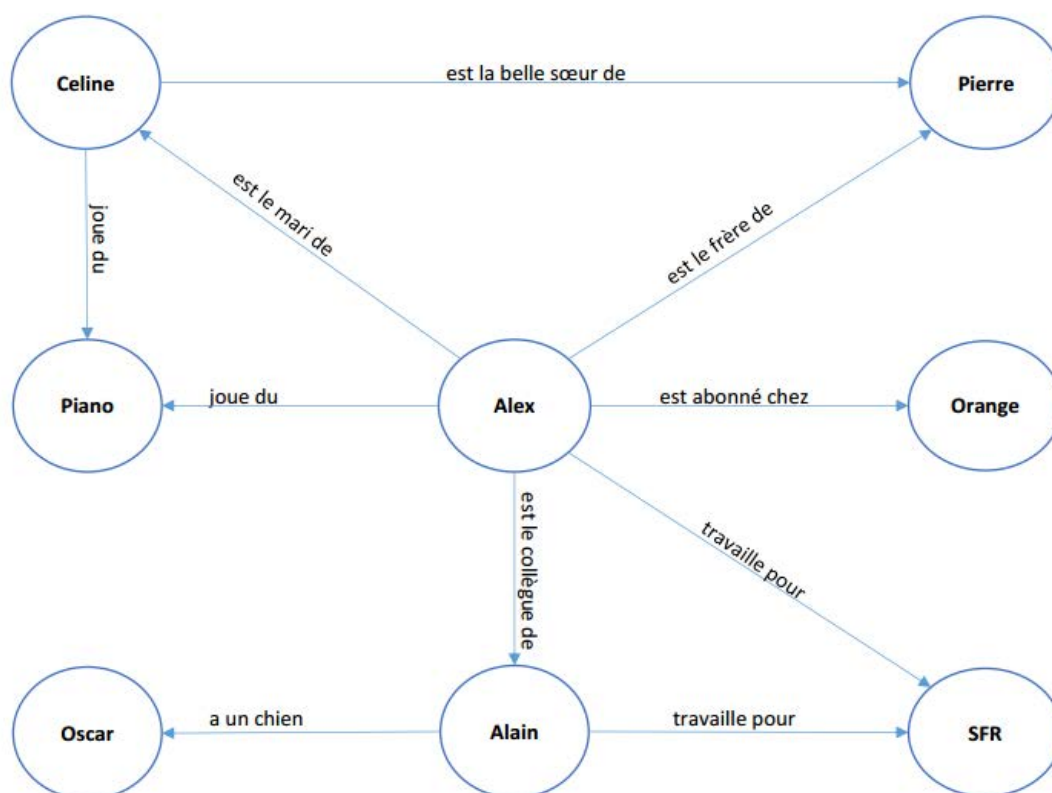 Celine
est la belle sœur de
Pierre
est le mari de
est le frère de
joue du
Piano
joue du
Alex
est abonné chez
Orange
est le collègue de
travaille pour
Oscar
a un chien
Alain
travaille pour
SFR